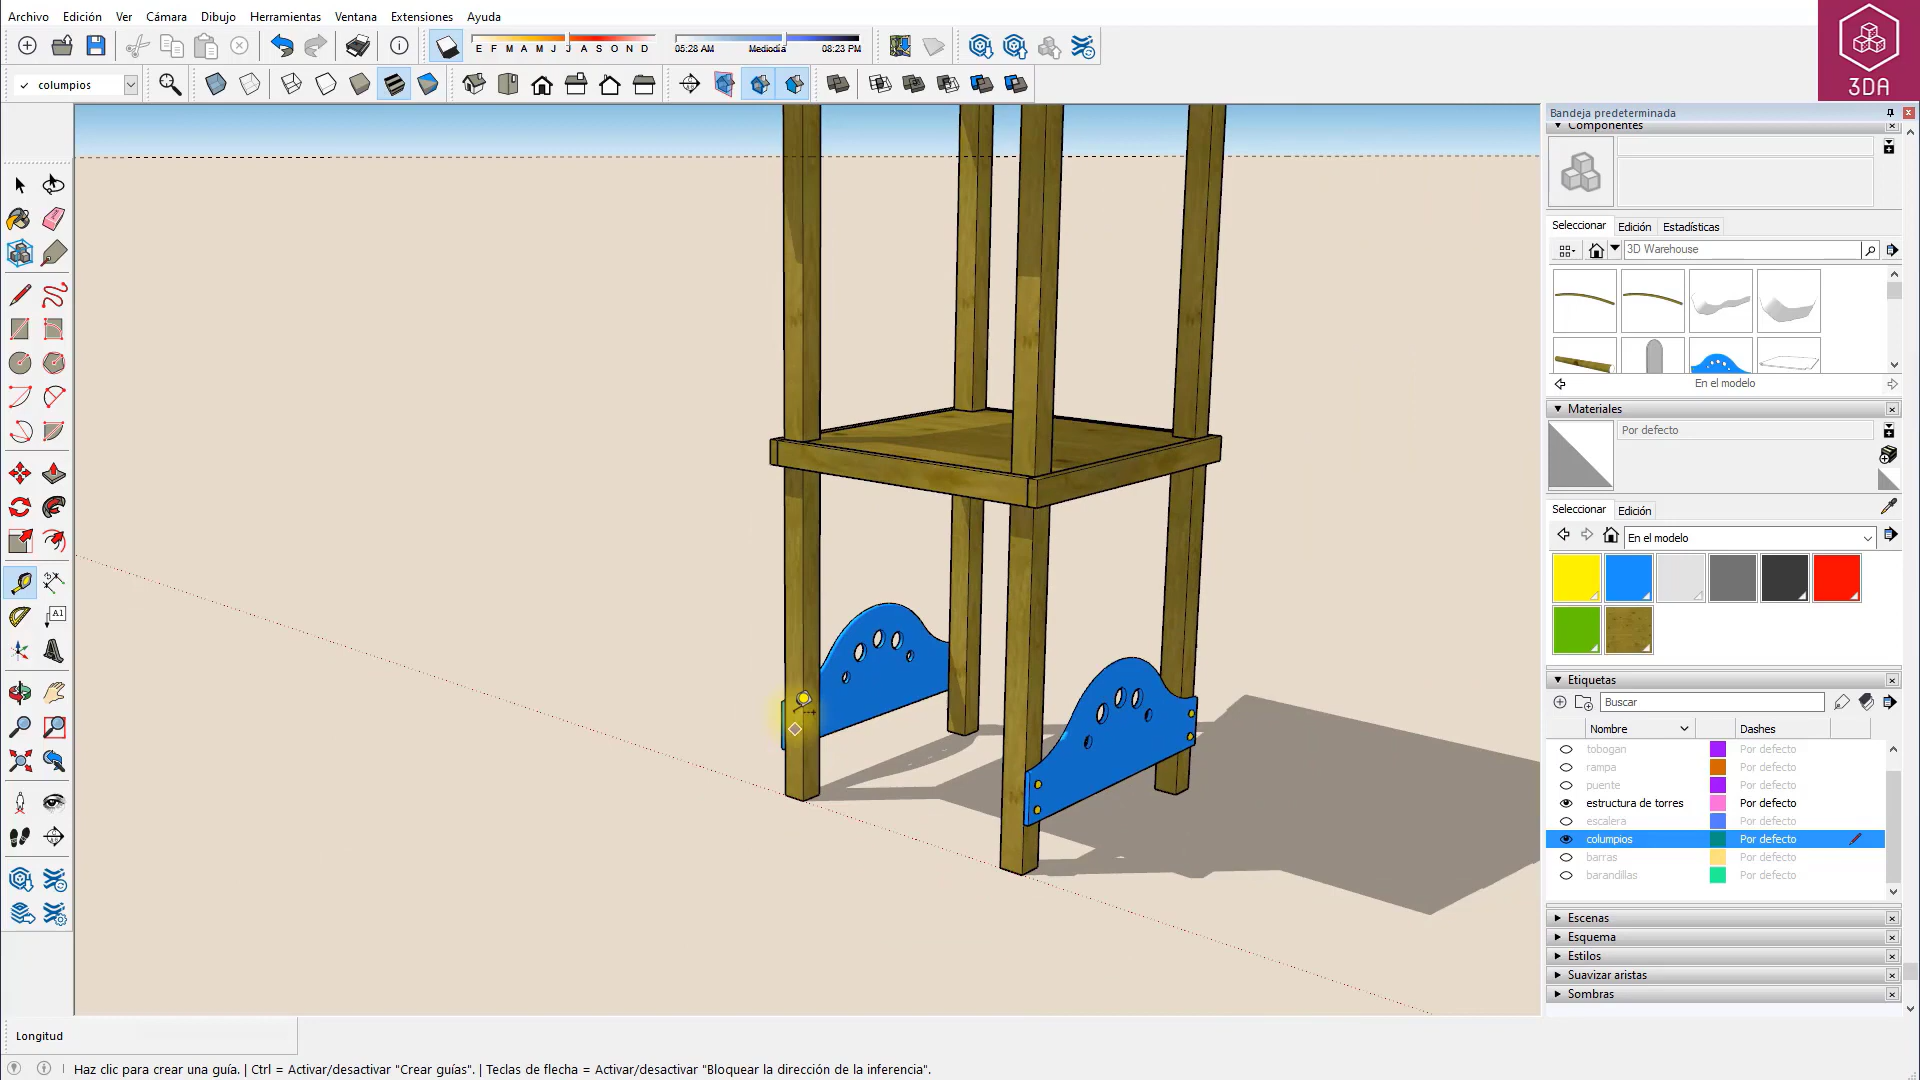 Archivo Edición Ver Cámara Dibujo Herramientas Ventana Extensiones Ayuda
3DA
E F M A M J J A S O N D
05:28 AM Mediodía 08:23 PM
columpios
Bandeja predeterminada
Componentes
Seleccionar Edición Estadísticas
3D Warehouse
En el modelo
Materiales
Por defecto
Seleccionar Edición
En el modelo
Etiquetas
Buscar
Nombre Dashes
tobogan Por defecto
rampa Por defecto
puente Por defecto
estructura de torres Por defecto
escalera Por defecto
columpios Por defecto
barras Por defecto
barandillas Por defecto
Escenas
Esquema
Estilos
Suavizar aristas
Sombras
A1
Longitud
Haz clic para crear una guía. | Ctrl = Activar/desactivar "Crear guías". | Teclas de flecha = Activar/desactivar "Bloquear la dirección de la inferencia".